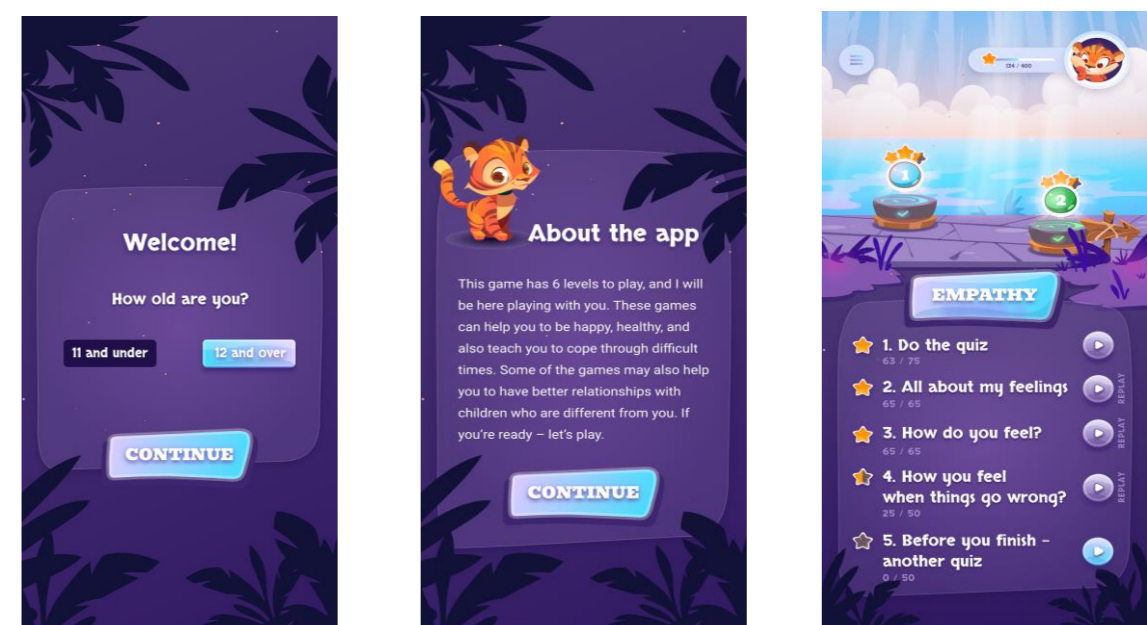 Welcome!
How old are you?
11 and under
12 and over
CONTINUE
About the app
This game has 6 levels to play, and I will
be here playing with you. These games
can help you to be happy, healthy, and
also teach you to cope through difficult
times. Some of the games may also help
you to have better relationships with
children who are different from you. If
you're ready – let's play.
CONTINUE
134 / 400
1
2
EMPATHY
1. Do the quiz
63 / 75
2. All about my feelings
65 / 65
REPLAY
3. How do you feel?
65 / 65
4. How you feel
when things go wrong?
25 / 50
REPLAY
5. Before you finish –
another quiz
0 / 50